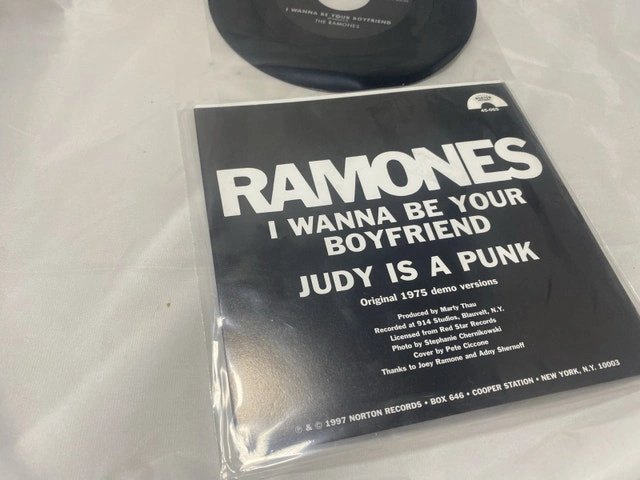 I WANNA BE YOUR BOYFRIEND
THE RAMONES
45-065
RAMONES
I WANNA BE YOUR
BOYFRIEND
JUDY IS A PUNK
Original 1975 demo versions
Produced by Marty Thau
Recorded at 914 Studios, Blauvelt, N.Y.
Licensed from Red Star Records
Photo by Stephanie Chernikowski
Cover by Pete Ciccone
Thanks to Joey Ramone and Adny Shernoff
℗ & © 1997 NORTON RECORDS • BOX 646 • COOPER STATION • NEW YORK, N.Y. 10003